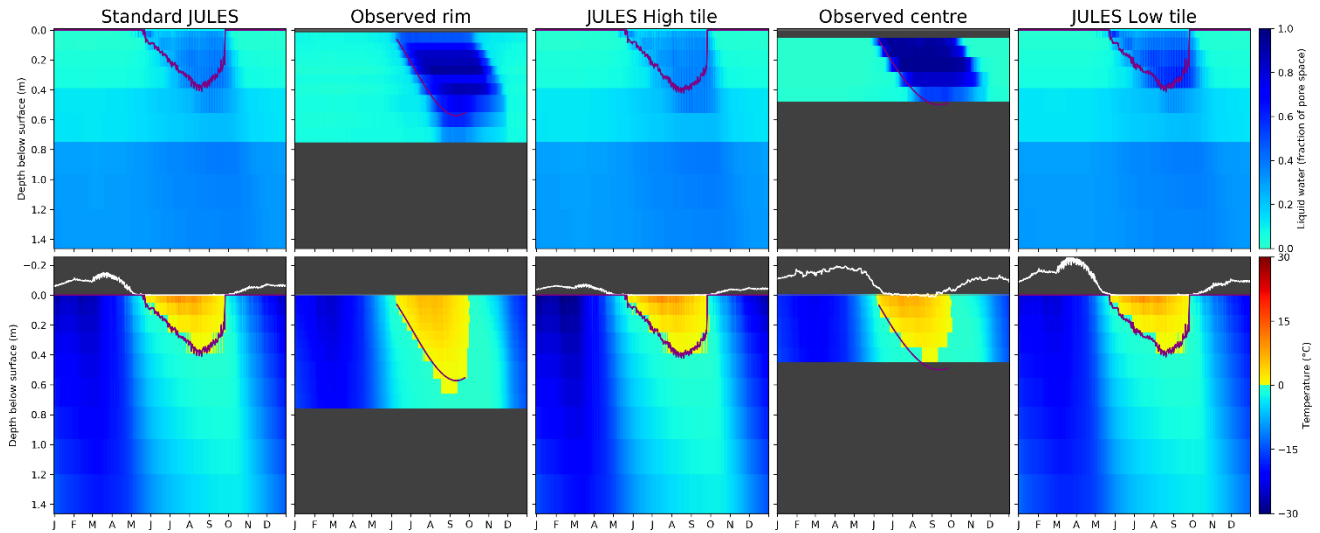 Standard JULES
Observed rim
JULES High tile
Observed centre
JULES Low tile
0.0
0.2
0.4
0.6
0.8
1.0
1.2
1.4
Depth below surface (m)
1.0
0.8
0.6
0.4
0.2
0.0
Liquid water (fraction of pore space)
−0.2
0.0
0.2
0.4
0.6
0.8
1.0
1.2
1.4
Depth below surface (m)
30
15
0
−15
−30
Temperature (°C)
J F M A M J J A S O N D
J F M A M J J A S O N D
J F M A M J J A S O N D
J F M A M J J A S O N D
J F M A M J J A S O N D